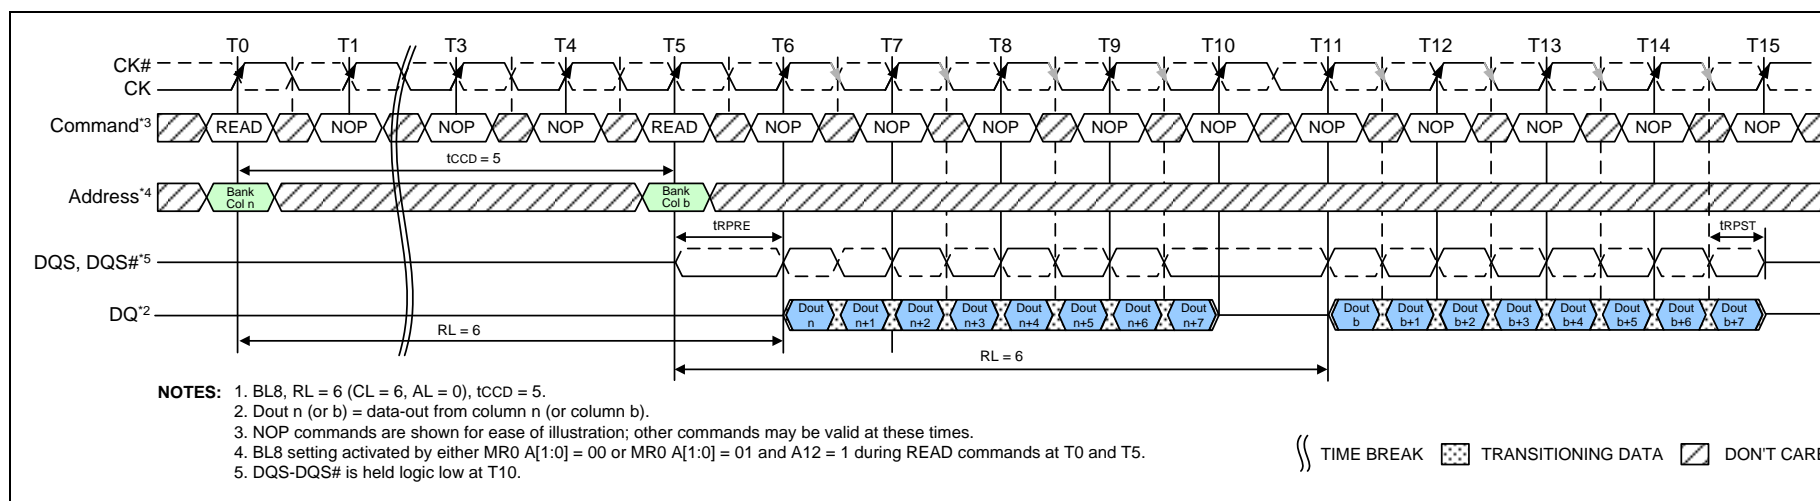 T0 T1 T3 T4 T5 T6 T7 T8 T9 T10 T11 T12 T13 T14 T15
CK#
CK
Command*3 READ NOP NOP NOP READ NOP NOP NOP NOP NOP NOP NOP NOP NOP NOP
tCCD = 5
Address*4 Bank Col n Bank Col b
tRPRE tRPST
DQS, DQS#*5
DQ*2 Dout n Dout n+1 Dout n+2 Dout n+3 Dout n+4 Dout n+5 Dout n+6 Dout n+7 Dout b Dout b+1 Dout b+2 Dout b+3 Dout b+4 Dout b+5 Dout b+6 Dout b+7
RL = 6
RL = 6
NOTES: 1. BL8, RL = 6 (CL = 6, AL = 0), tCCD = 5.
2. Dout n (or b) = data-out from column n (or column b).
3. NOP commands are shown for ease of illustration; other commands may be valid at these times.
4. BL8 setting activated by either MR0 A[1:0] = 00 or MR0 A[1:0] = 01 and A12 = 1 during READ commands at T0 and T5.
5. DQS-DQS# is held logic low at T10.
TIME BREAK TRANSITIONING DATA DON'T CARE